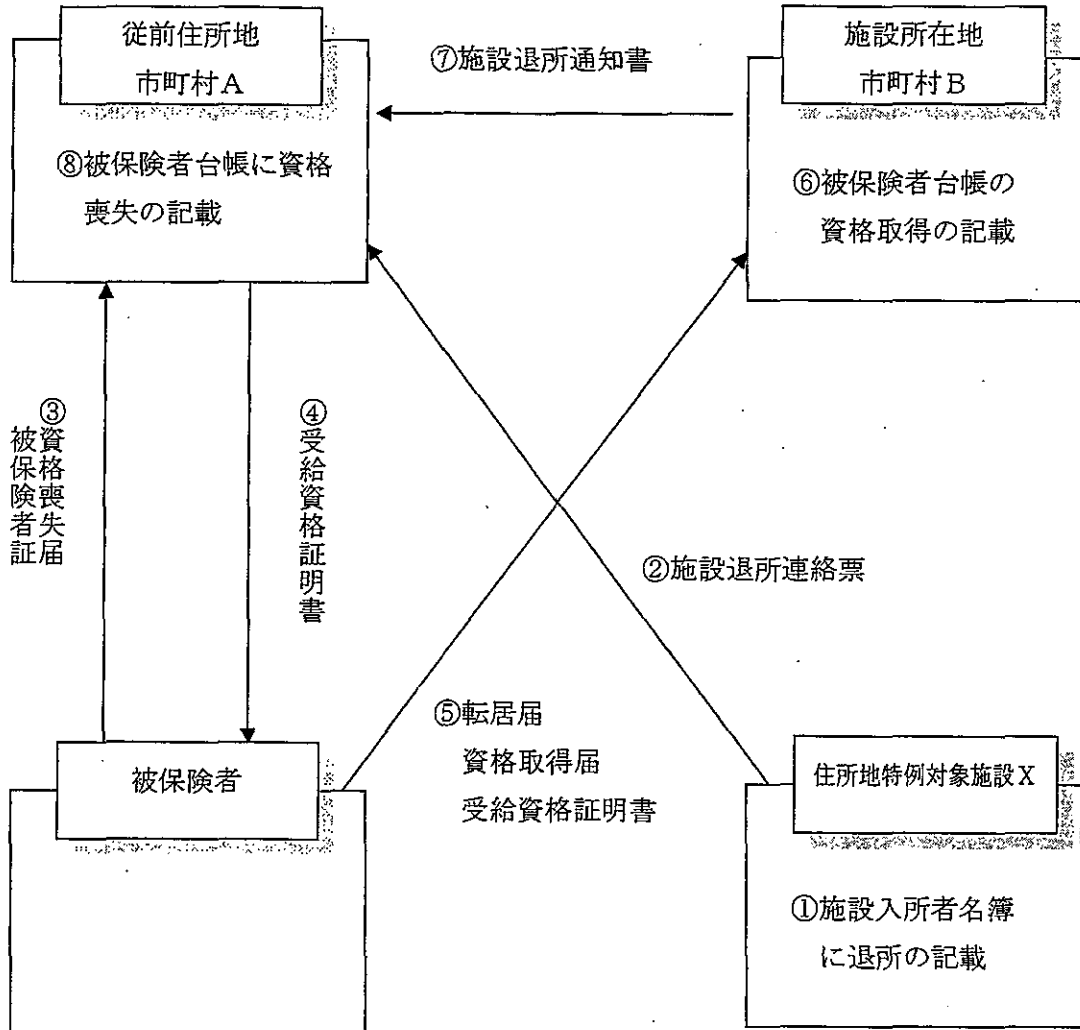 従前住所地
市町村A
⑦施設退所通知書
施設所在地
市町村B
⑧被保険者台帳に資格
喪失の記載
⑥被保険者台帳の
資格取得の記載
③資格喪失届
被保険者証
④受給資格証明書
②施設退所連絡票
⑤転居届
資格取得届
受給資格証明書
被保険者
住所地特例対象施設X
①施設入所者名簿
に退所の記載